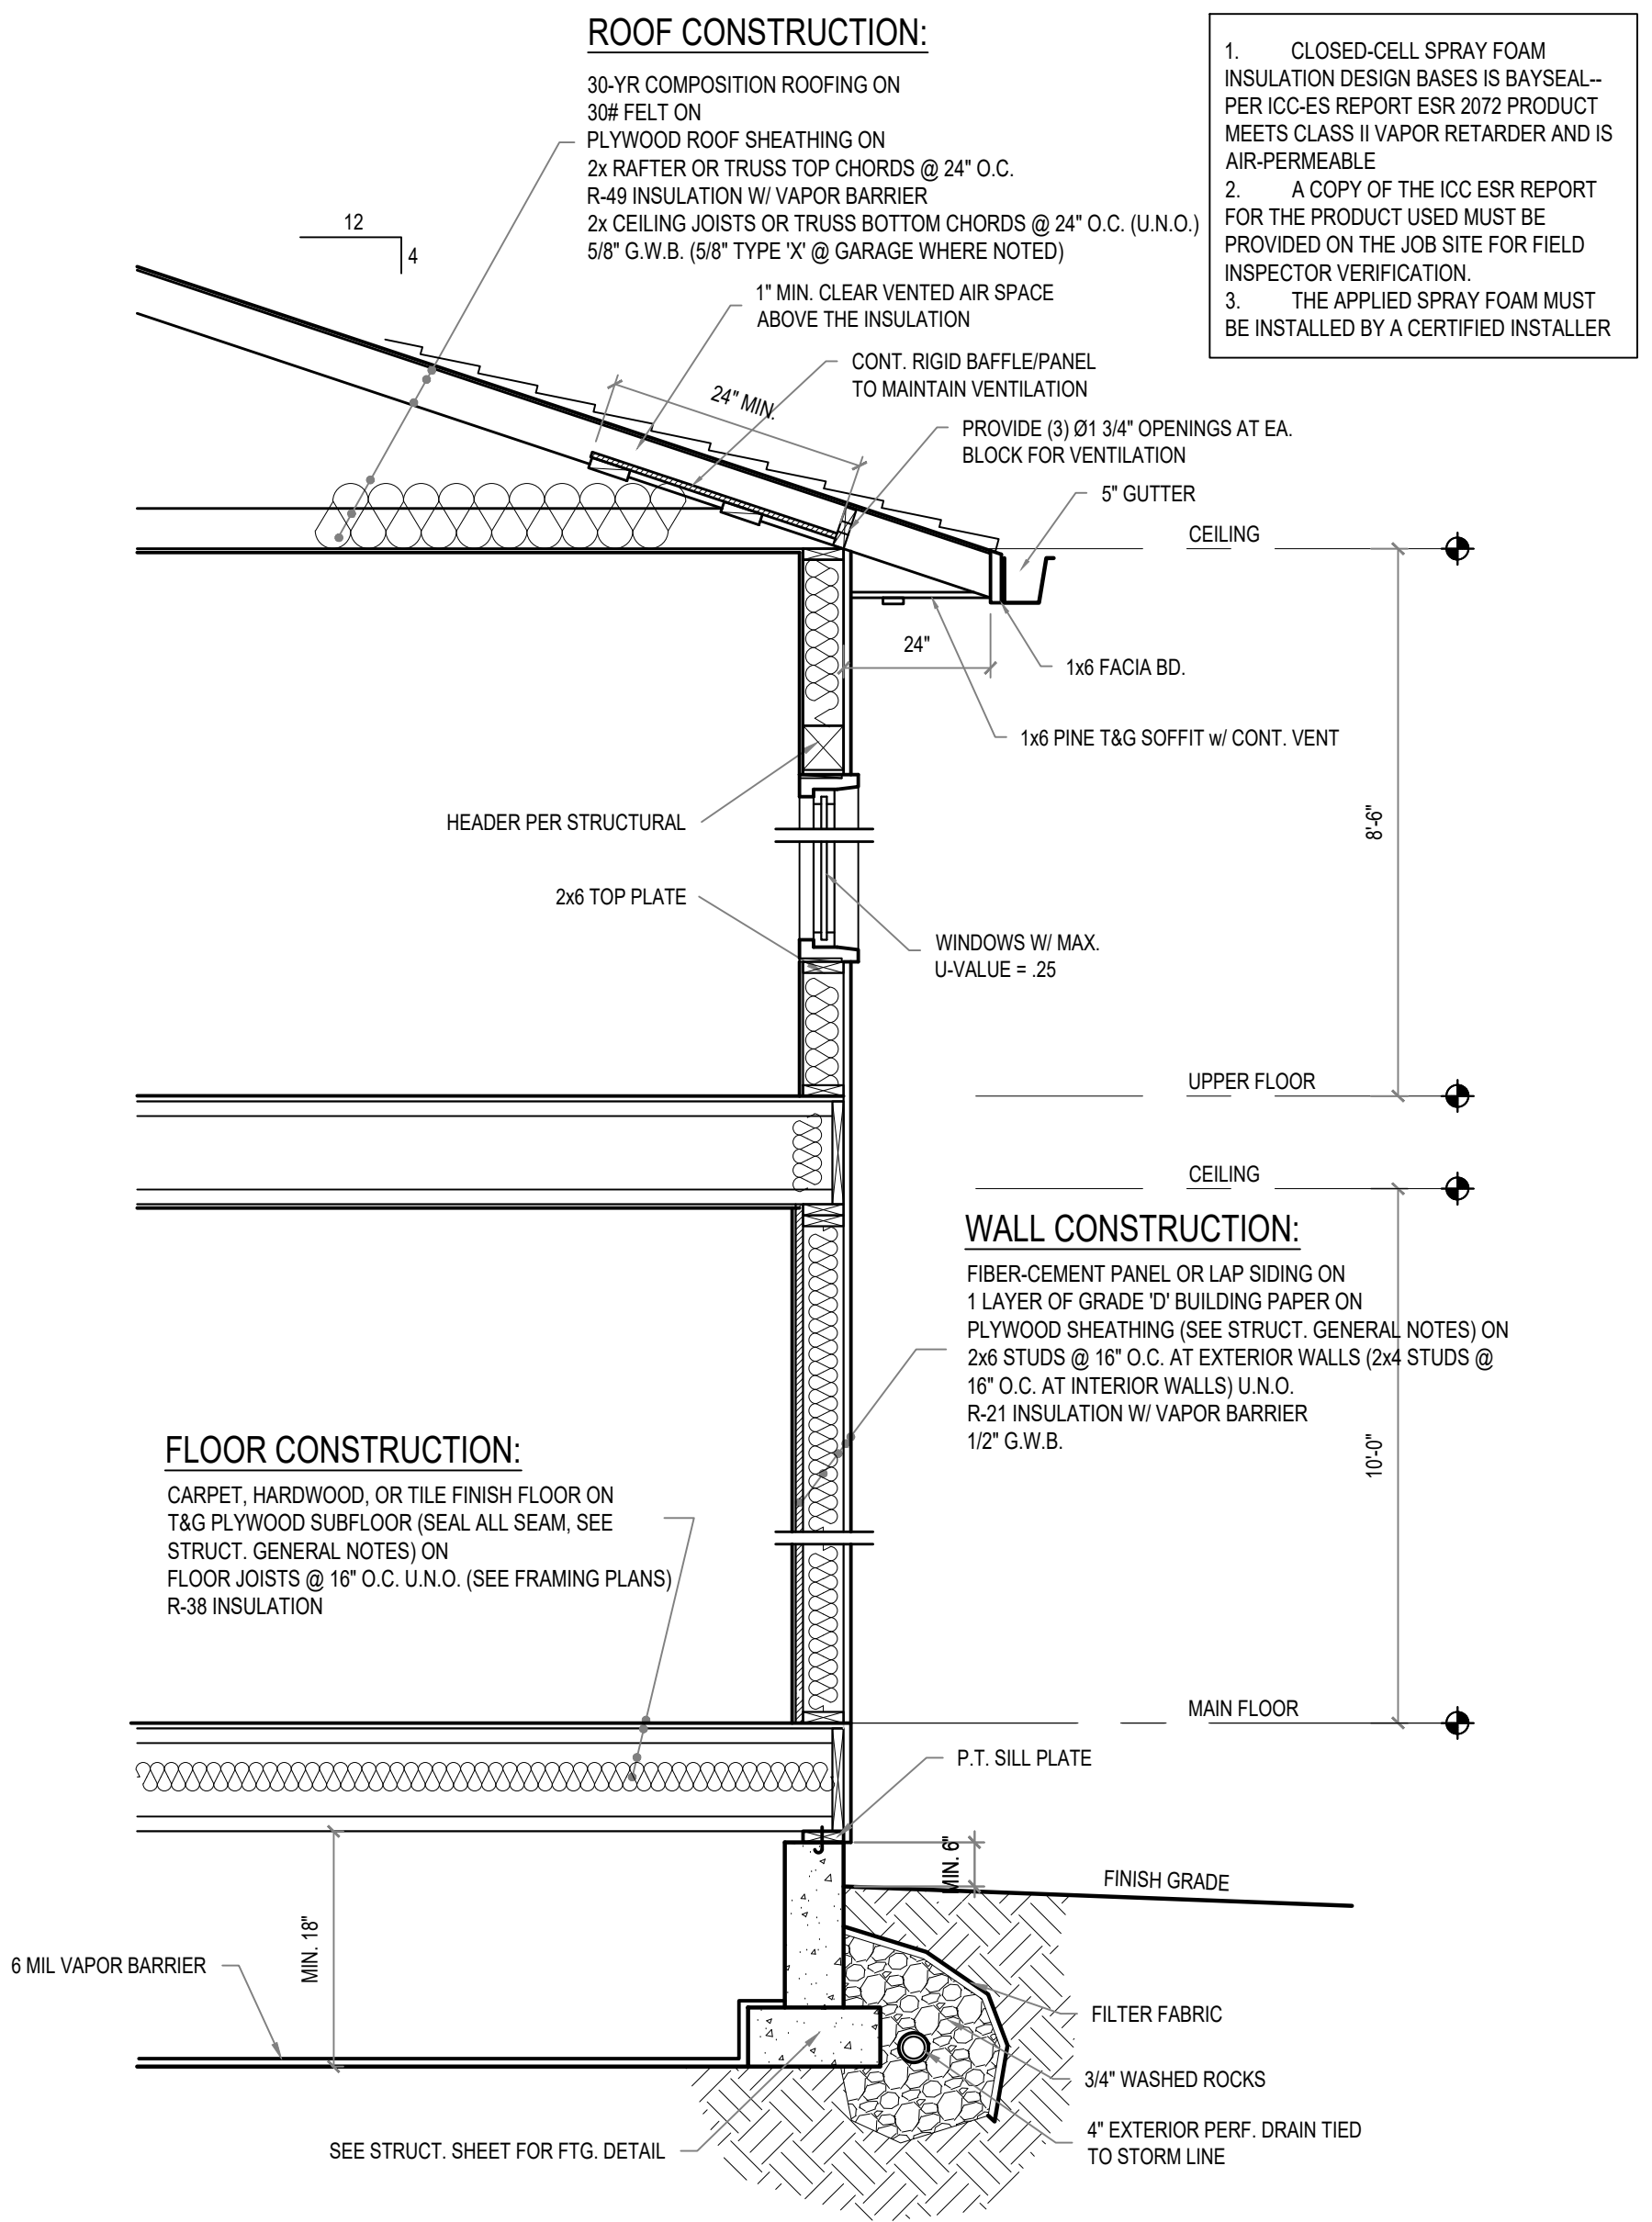 ROOF CONSTRUCTION:
30-YR COMPOSITION ROOFING ON
30# FELT ON
PLYWOOD ROOF SHEATHING ON
2x RAFTER OR TRUSS TOP CHORDS @ 24" O.C.
R-49 INSULATION W/ VAPOR BARRIER
2x CEILING JOISTS OR TRUSS BOTTOM CHORDS @ 24" O.C. (U.N.O.)
5/8" G.W.B. (5/8" TYPE 'X' @ GARAGE WHERE NOTED)
1. CLOSED-CELL SPRAY FOAM
INSULATION DESIGN BASES IS BAYSEAL--
PER ICC-ES REPORT ESR 2072 PRODUCT
MEETS CLASS II VAPOR RETARDER AND IS
AIR-PERMEABLE
2. A COPY OF THE ICC ESR REPORT
FOR THE PRODUCT USED MUST BE
PROVIDED ON THE JOB SITE FOR FIELD
INSPECTOR VERIFICATION.
3. THE APPLIED SPRAY FOAM MUST
BE INSTALLED BY A CERTIFIED INSTALLER
12
4
1" MIN. CLEAR VENTED AIR SPACE
ABOVE THE INSULATION
CONT. RIGID BAFFLE/PANEL
TO MAINTAIN VENTILATION
24" MIN.
PROVIDE (3) Ø1 3/4" OPENINGS AT EA.
BLOCK FOR VENTILATION
5" GUTTER
CEILING
24"
1x6 FACIA BD.
1x6 PINE T&G SOFFIT w/ CONT. VENT
HEADER PER STRUCTURAL
8'-6"
2x6 TOP PLATE
WINDOWS W/ MAX.
U-VALUE = .25
UPPER FLOOR
CEILING
WALL CONSTRUCTION:
FIBER-CEMENT PANEL OR LAP SIDING ON
1 LAYER OF GRADE 'D' BUILDING PAPER ON
PLYWOOD SHEATHING (SEE STRUCT. GENERAL NOTES) ON
2x6 STUDS @ 16" O.C. AT EXTERIOR WALLS (2x4 STUDS @
16" O.C. AT INTERIOR WALLS) U.N.O.
R-21 INSULATION W/ VAPOR BARRIER
1/2" G.W.B.
10'-0"
FLOOR CONSTRUCTION:
CARPET, HARDWOOD, OR TILE FINISH FLOOR ON
T&G PLYWOOD SUBFLOOR (SEAL ALL SEAM, SEE
STRUCT. GENERAL NOTES) ON
FLOOR JOISTS @ 16" O.C. U.N.O. (SEE FRAMING PLANS)
R-38 INSULATION
MAIN FLOOR
P.T. SILL PLATE
MIN. 6"
FINISH GRADE
MIN. 18"
6 MIL VAPOR BARRIER
FILTER FABRIC
3/4" WASHED ROCKS
4" EXTERIOR PERF. DRAIN TIED
TO STORM LINE
SEE STRUCT. SHEET FOR FTG. DETAIL